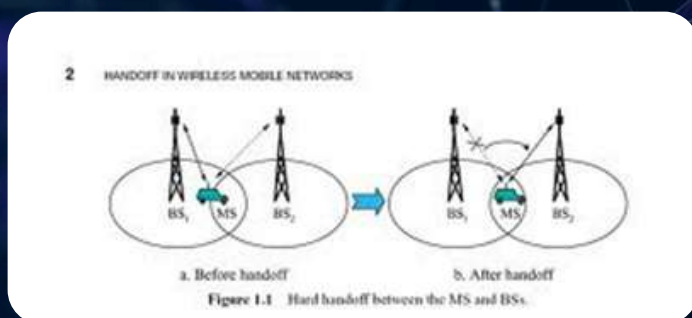 2 HANDOFF IN WIRELESS MOBILE NETWORKS
BS₁ MS BS₂ BS₁ MS BS₂
a. Before handoff b. After handoff
Figure 1.1 Hard handoff between the MS and BSs.